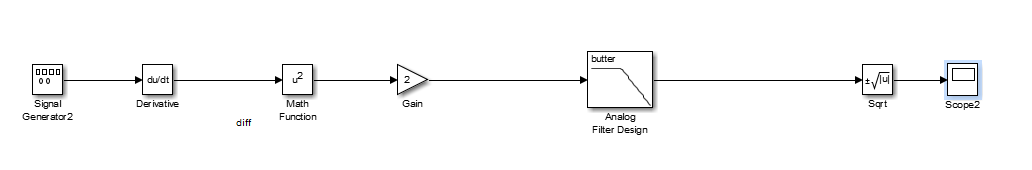 butter
du/dt
u²
2
±√|u|
Signal
Generator2
Derivative
Math
Function
Gain
Analog
Filter Design
Sqrt
Scope2
diff